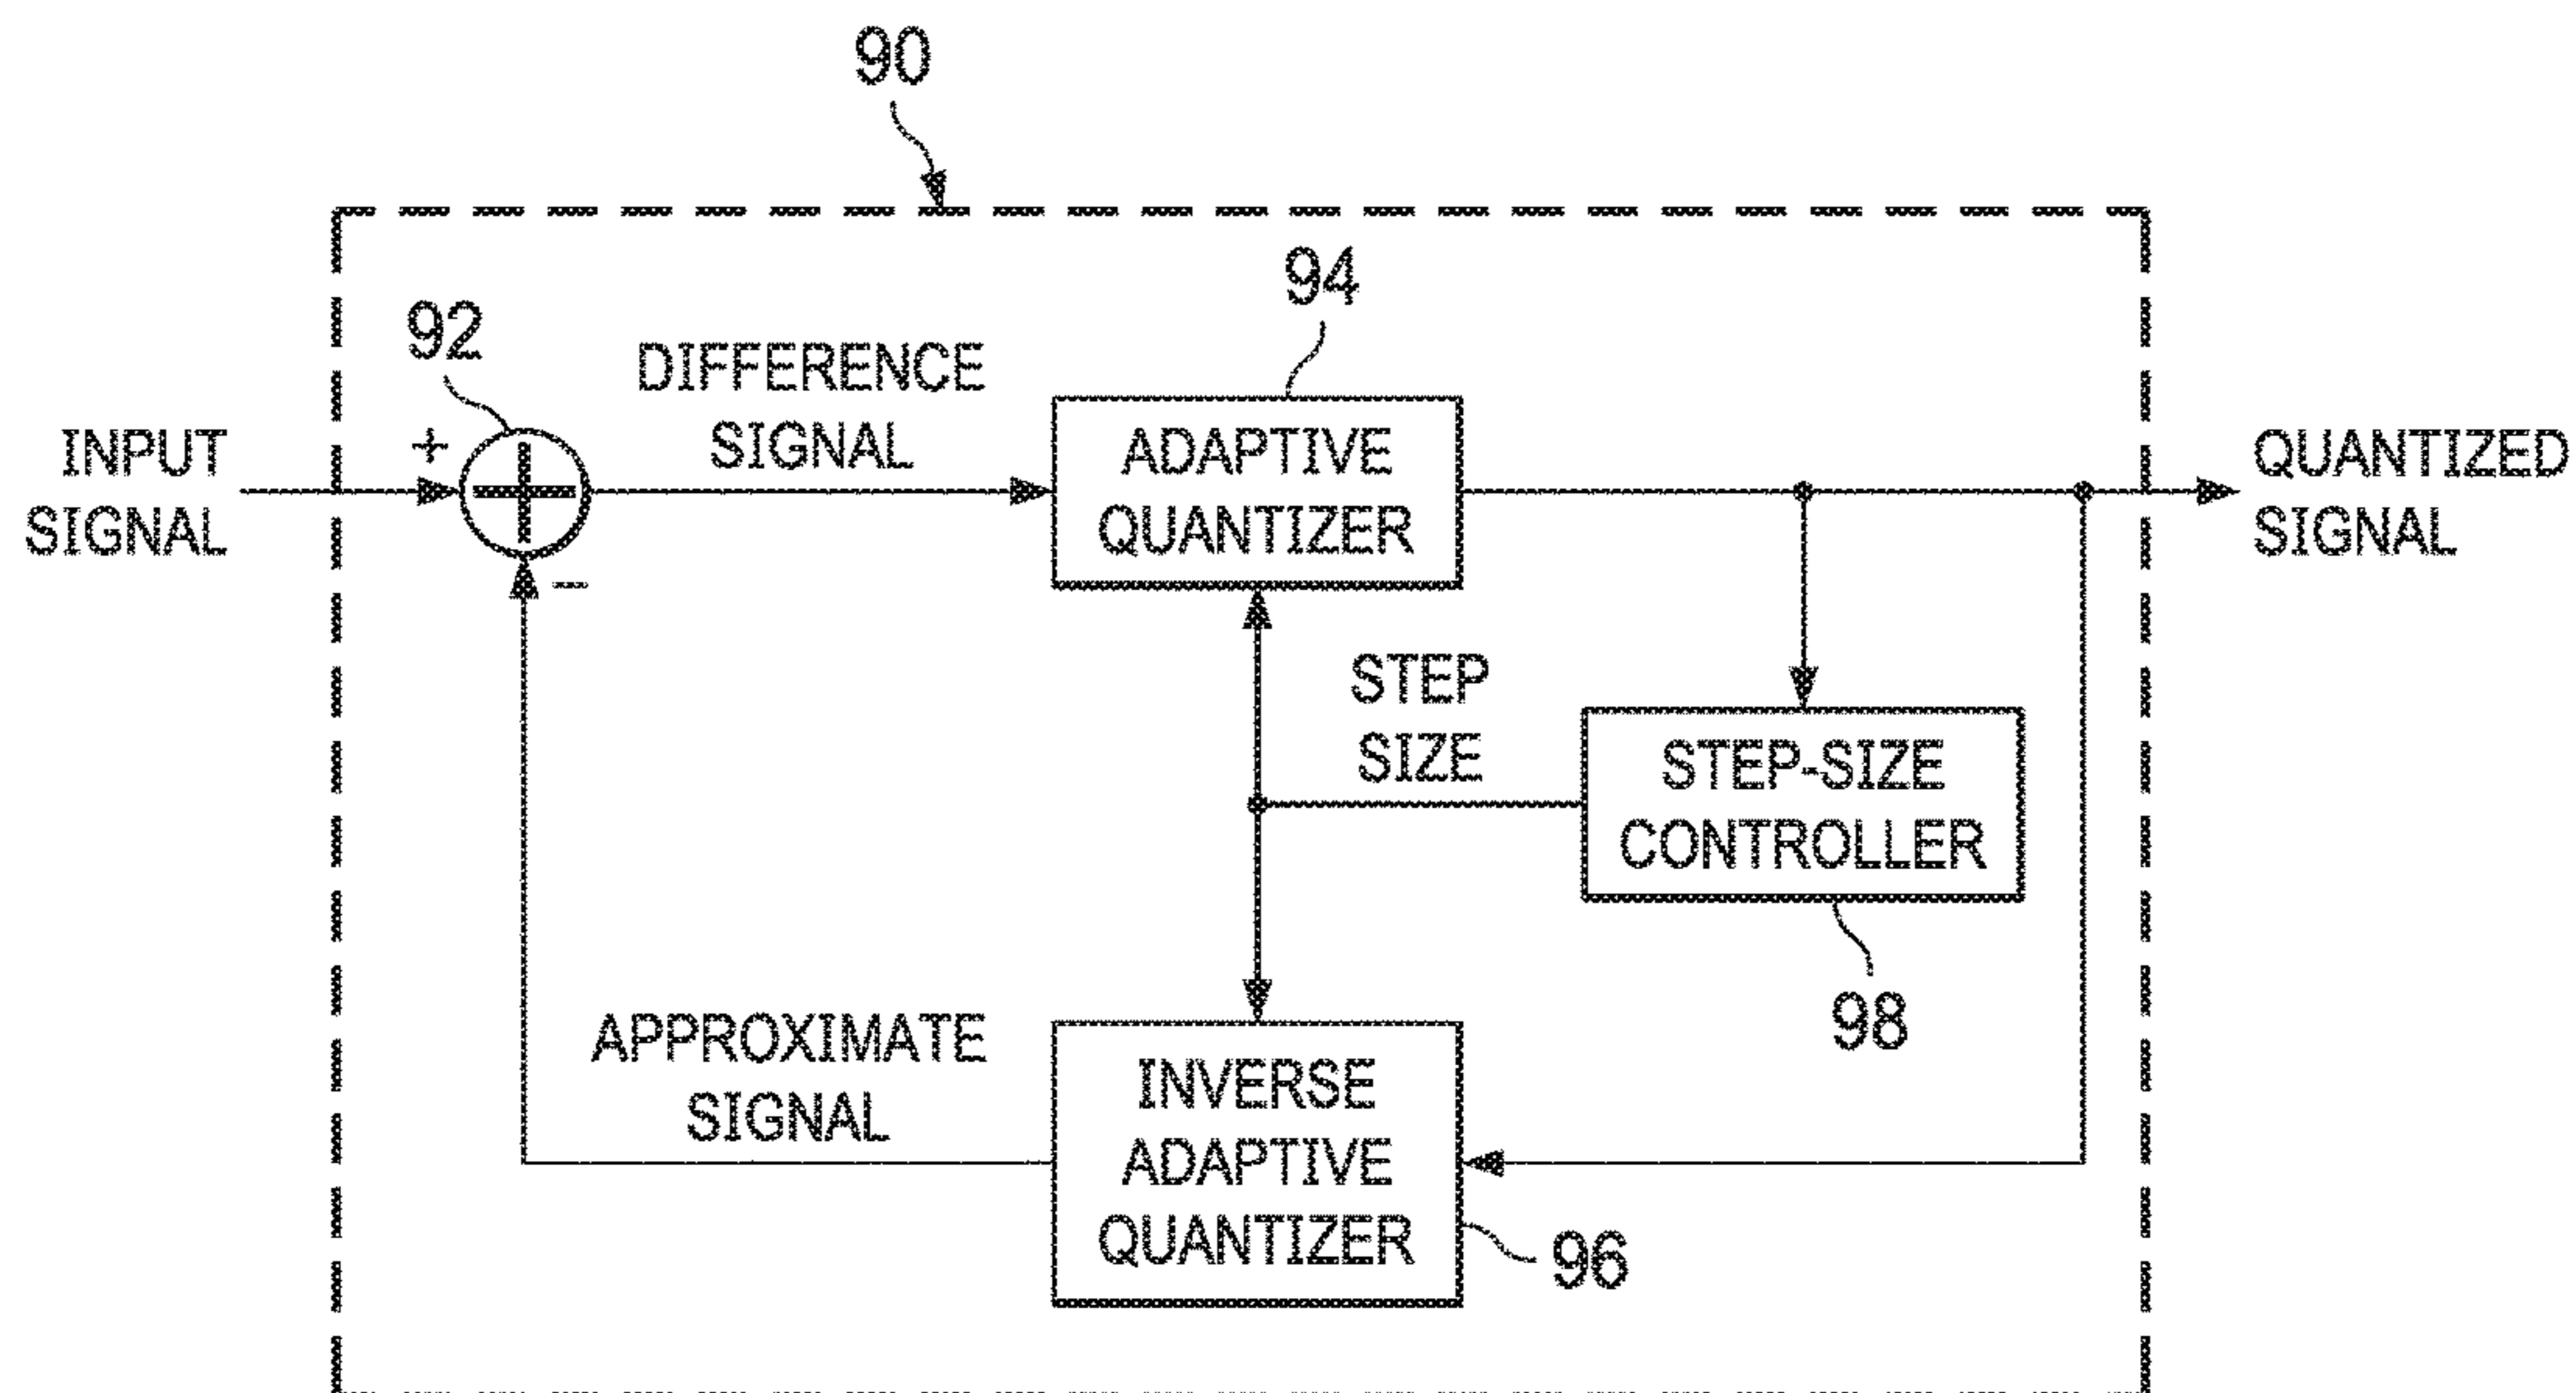 90
94
92
DIFFERENCE
SIGNAL
INPUT
SIGNAL
+
−
ADAPTIVE
QUANTIZER
QUANTIZED
SIGNAL
STEP
SIZE
STEP-SIZE
CONTROLLER
98
APPROXIMATE
SIGNAL
INVERSE
ADAPTIVE
QUANTIZER
96